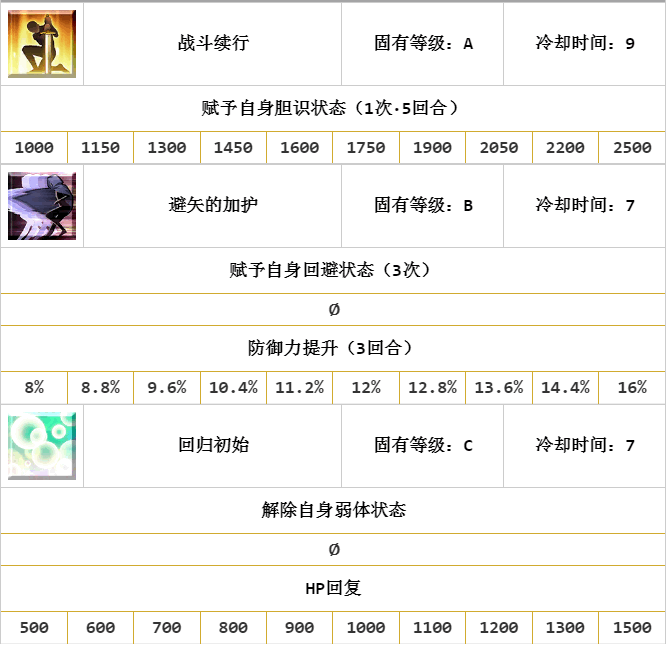 战斗续行 固有等级：A 冷却时间：9
赋予自身胆识状态（1次·5回合）
1000 1150 1300 1450 1600 1750 1900 2050 2200 2500
避矢的加护 固有等级：B 冷却时间：7
赋予自身回避状态（3次）
Ø
防御力提升（3回合）
8% 8.8% 9.6% 10.4% 11.2% 12% 12.8% 13.6% 14.4% 16%
回归初始 固有等级：C 冷却时间：7
解除自身弱体状态
Ø
HP回复
500 600 700 800 900 1000 1100 1200 1300 1500